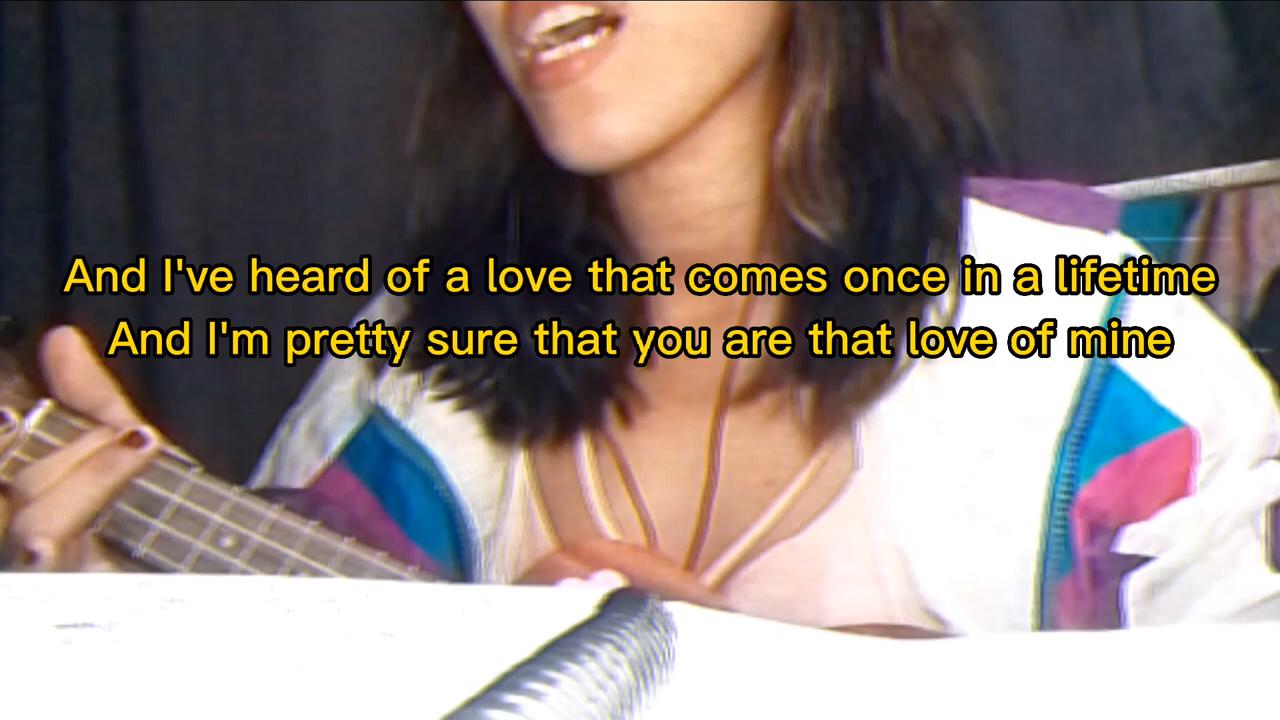 And I've heard of a love that comes once in a lifetime
And I'm pretty sure that you are that love of mine